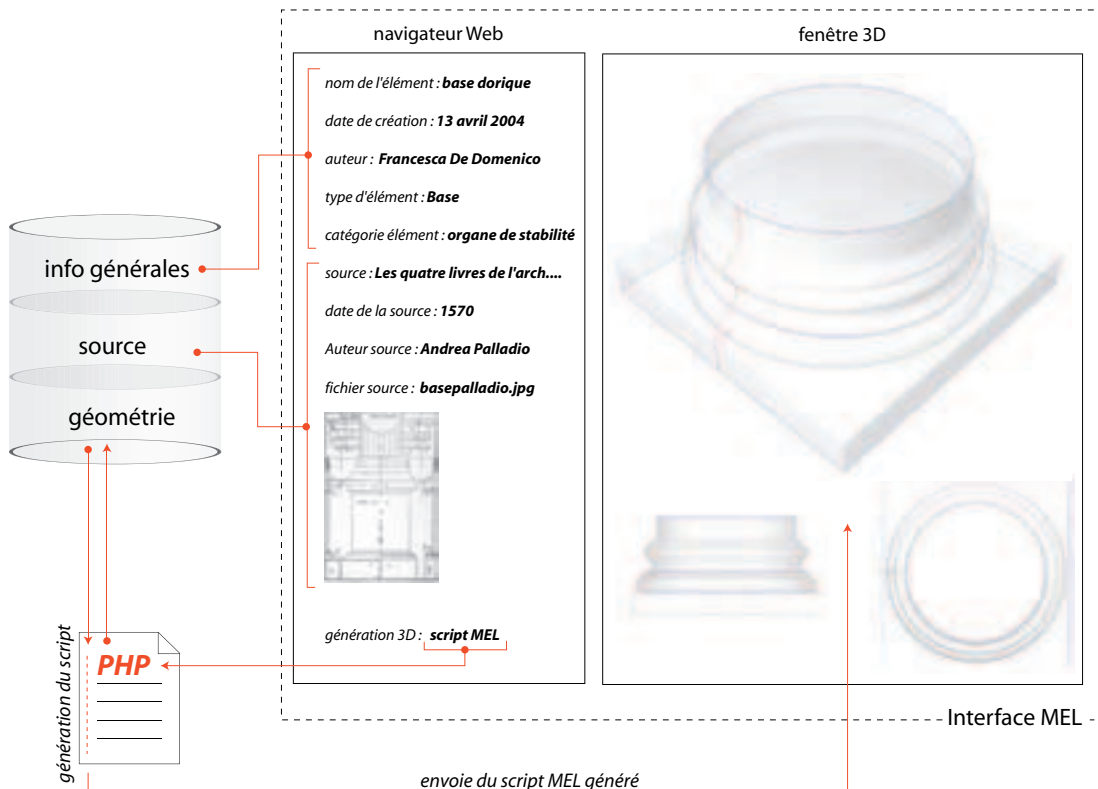 navigateur Web
fenêtre 3D
nom de l'élément : base dorique
date de création : 13 avril 2004
auteur : Francesca De Domenico
type d'élément : Base
catégorie élément : organe de stabilité
source : Les quatre livres de l'arch....
date de la source : 1570
Auteur source : Andrea Palladio
fichier source : basepalladio.jpg
génération 3D : script MEL
info générales
source
géométrie
génération du script
PHP
Interface MEL
envoie du script MEL généré